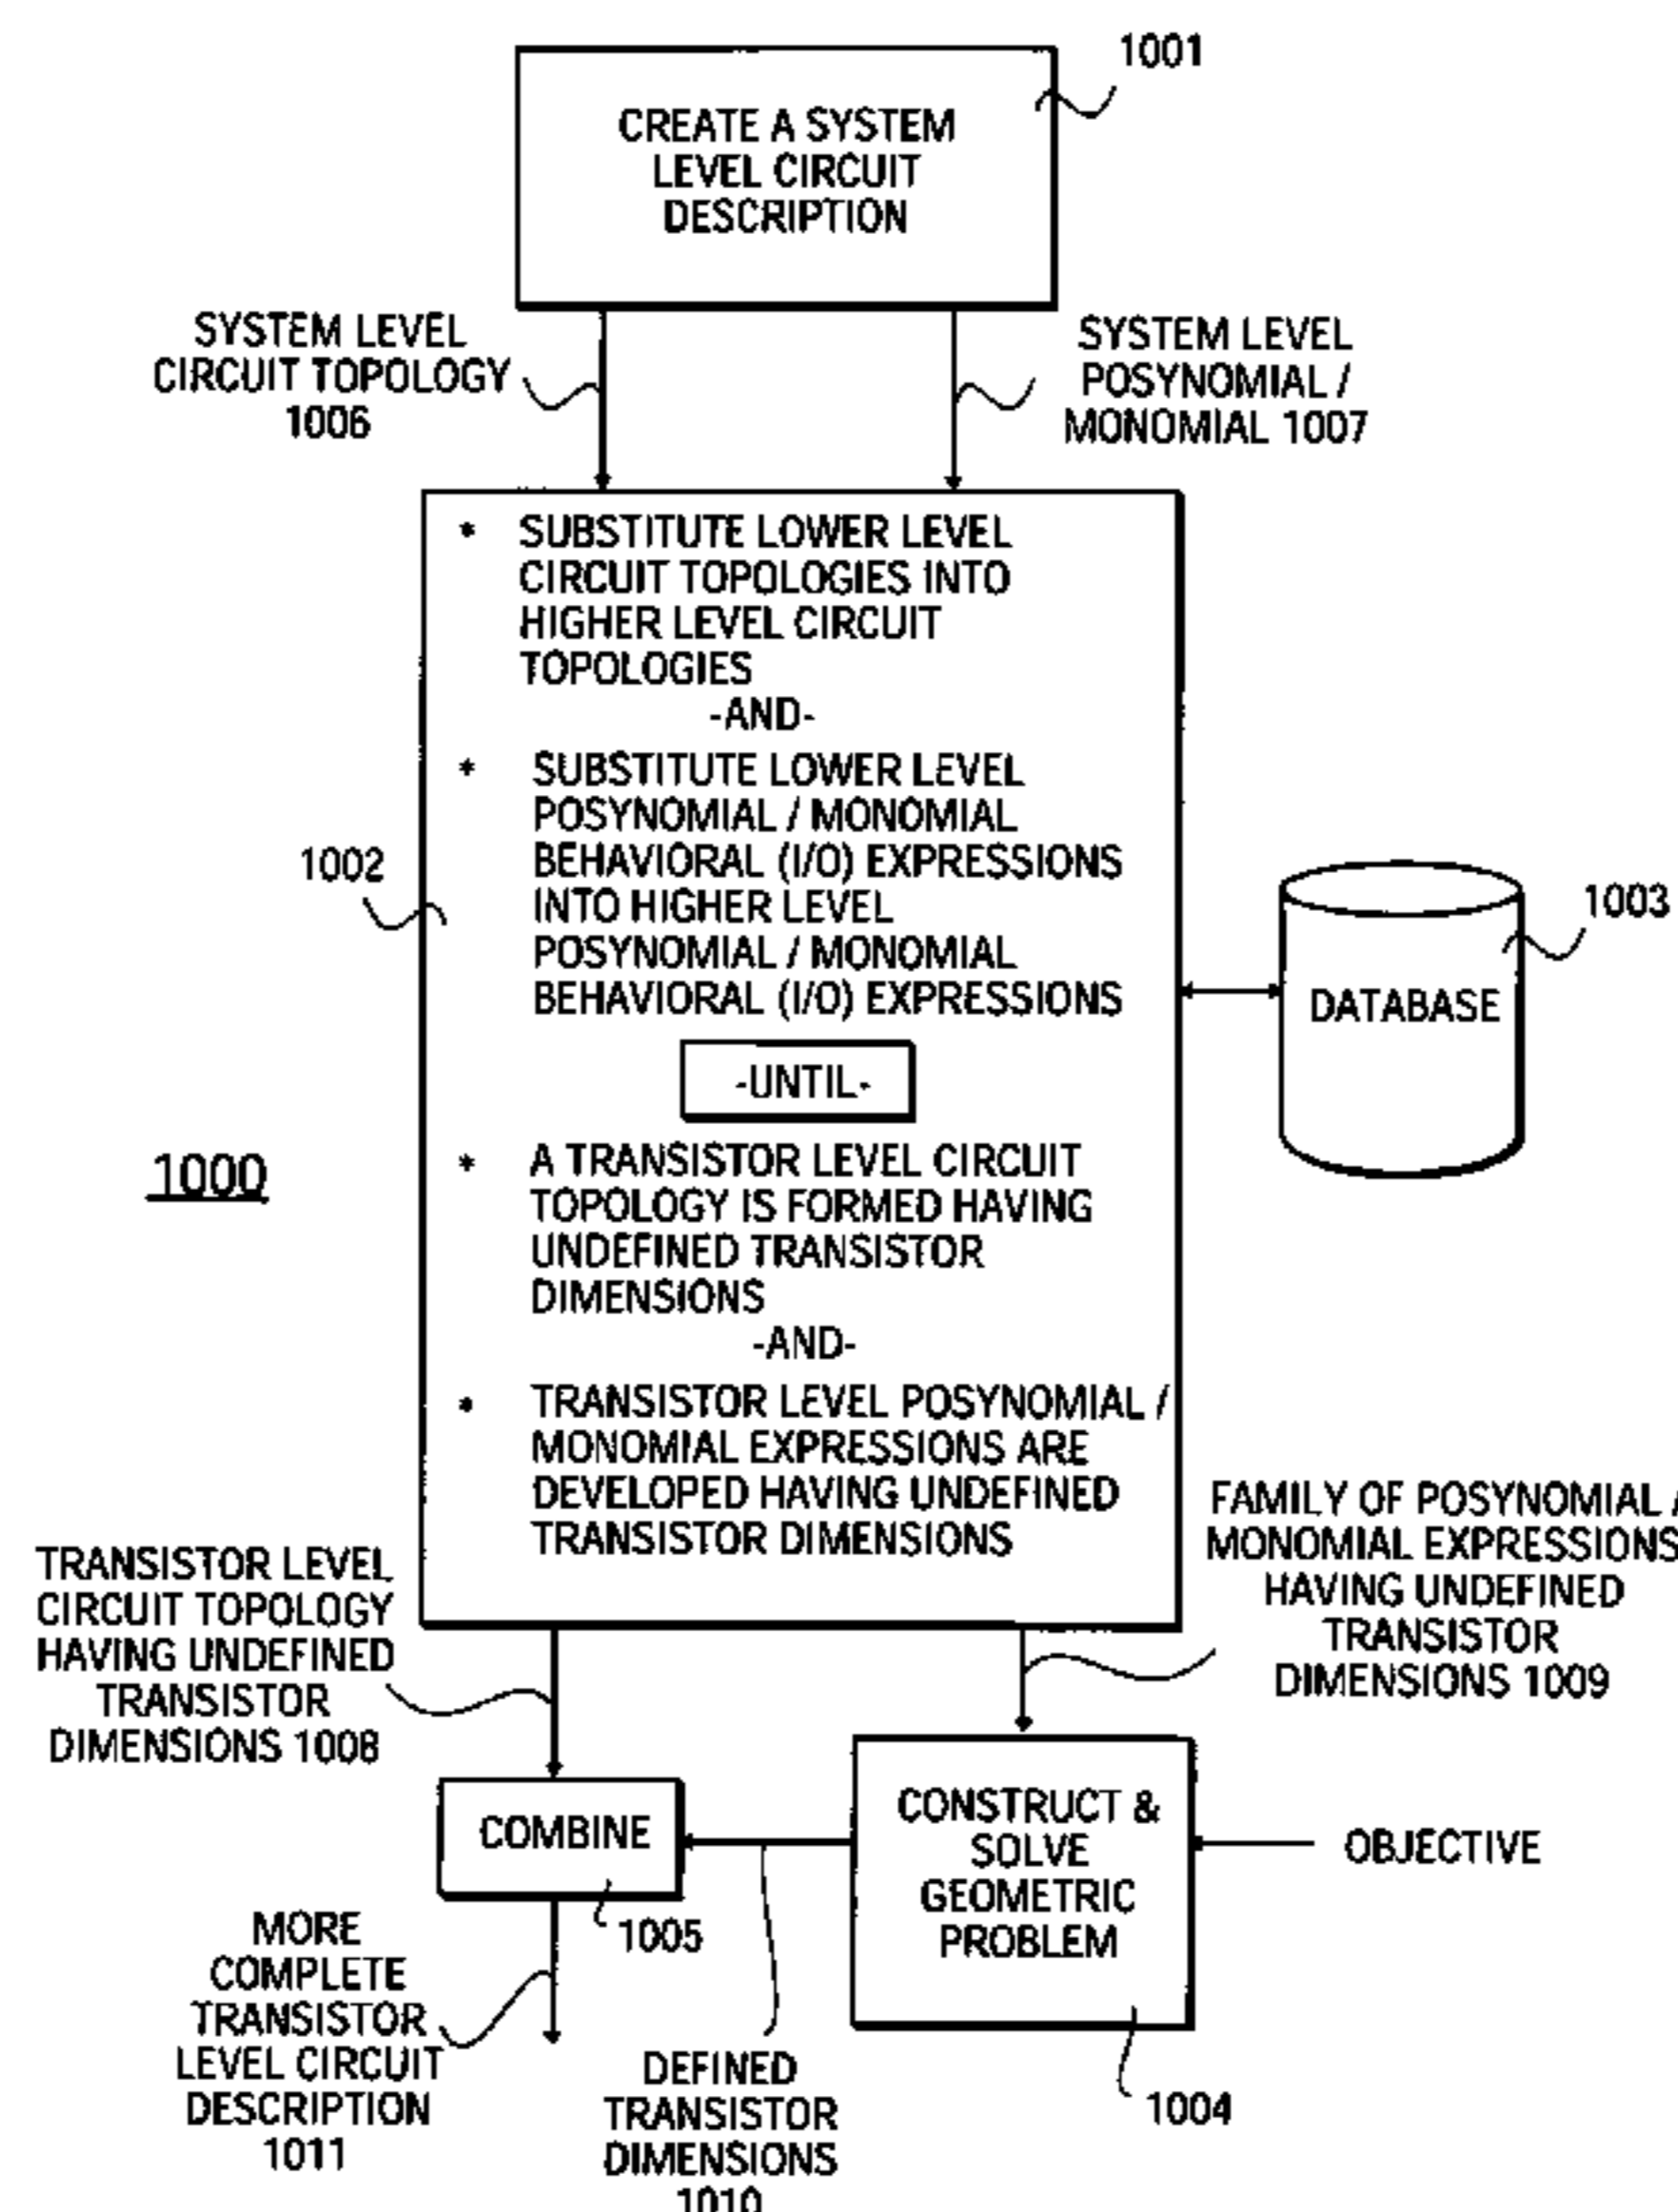 1001
CREATE A SYSTEM
LEVEL CIRCUIT
DESCRIPTION
SYSTEM LEVEL
CIRCUIT TOPOLOGY
1006
SYSTEM LEVEL
POSYNOMIAL /
MONOMIAL 1007
* SUBSTITUTE LOWER LEVEL
CIRCUIT TOPOLOGIES INTO
HIGHER LEVEL CIRCUIT
TOPOLOGIES
-AND-
* SUBSTITUTE LOWER LEVEL
POSYNOMIAL / MONOMIAL
BEHAVIORAL (I/O) EXPRESSIONS
INTO HIGHER LEVEL
POSYNOMIAL / MONOMIAL
BEHAVIORAL (I/O) EXPRESSIONS
-UNTIL-
* A TRANSISTOR LEVEL CIRCUIT
TOPOLOGY IS FORMED HAVING
UNDEFINED TRANSISTOR
DIMENSIONS
-AND-
* TRANSISTOR LEVEL POSYNOMIAL /
MONOMIAL EXPRESSIONS ARE
DEVELOPED HAVING UNDEFINED
TRANSISTOR DIMENSIONS
1002
1003
DATABASE
1000
TRANSISTOR LEVEL
CIRCUIT TOPOLOGY
HAVING UNDEFINED
TRANSISTOR
DIMENSIONS 1008
FAMILY OF POSYNOMIAL /
MONOMIAL EXPRESSIONS
HAVING UNDEFINED
TRANSISTOR
DIMENSIONS 1009
COMBINE
1005
CONSTRUCT &
SOLVE
GEOMETRIC
PROBLEM
1004
OBJECTIVE
MORE
COMPLETE
TRANSISTOR
LEVEL CIRCUIT
DESCRIPTION
1011
DEFINED
TRANSISTOR
DIMENSIONS
1010